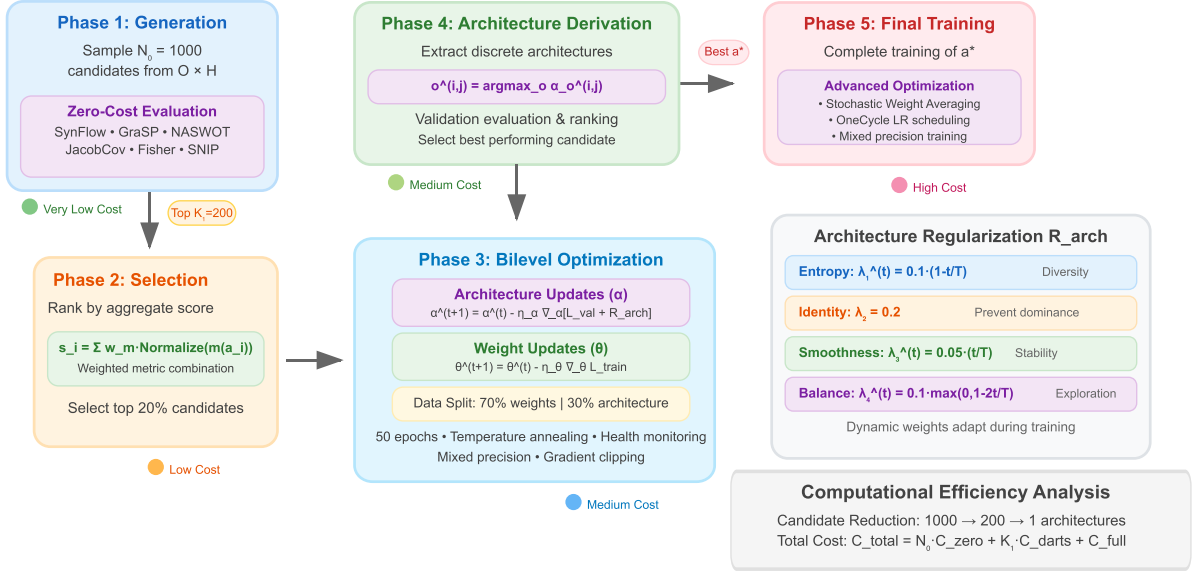 Phase 1: Generation
Sample N₀ = 1000
candidates from O × H
Zero-Cost Evaluation
SynFlow • GraSP • NASWOT
JacobCov • Fisher • SNIP
Very Low Cost
Top K₁=200
Phase 2: Selection
Rank by aggregate score
s_i = Σ w_m·Normalize(m(a_i))
Weighted metric combination
Select top 20% candidates
Low Cost
Phase 4: Architecture Derivation
Extract discrete architectures
o^(i,j) = argmax_o α_o^(i,j)
Validation evaluation & ranking
Select best performing candidate
Medium Cost
Best a*
Phase 3: Bilevel Optimization
Architecture Updates (α)
α^(t+1) = α^(t) - η_α ∇_α[L_val + R_arch]
Weight Updates (θ)
θ^(t+1) = θ^(t) - η_θ ∇_θ L_train
Data Split: 70% weights | 30% architecture
50 epochs • Temperature annealing • Health monitoring
Mixed precision • Gradient clipping
Medium Cost
Phase 5: Final Training
Complete training of a*
Advanced Optimization
• Stochastic Weight Averaging
• OneCycle LR scheduling
• Mixed precision training
High Cost
Architecture Regularization R_arch
Entropy: λ₁^(t) = 0.1·(1-t/T) Diversity
Identity: λ₂ = 0.2 Prevent dominance
Smoothness: λ₃^(t) = 0.05·(t/T) Stability
Balance: λ₄^(t) = 0.1·max(0,1-2t/T) Exploration
Dynamic weights adapt during training
Computational Efficiency Analysis
Candidate Reduction: 1000 → 200 → 1 architectures
Total Cost: C_total = N₀·C_zero + K₁·C_darts + C_full